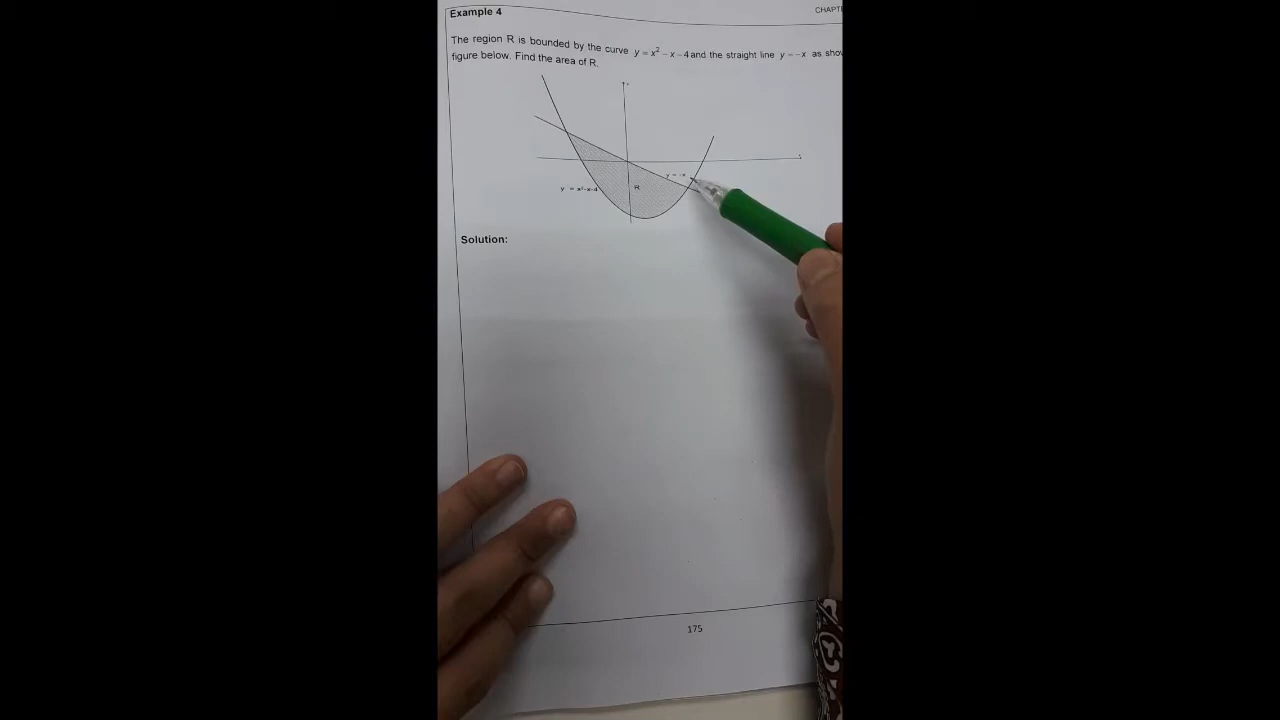 Example 4
CHAPT
The region R is bounded by the curve y = x² – x – 4 and the straight line y = –x as show
figure below. Find the area of R.
y = -x
y = x²-x-4
R
Solution:
175